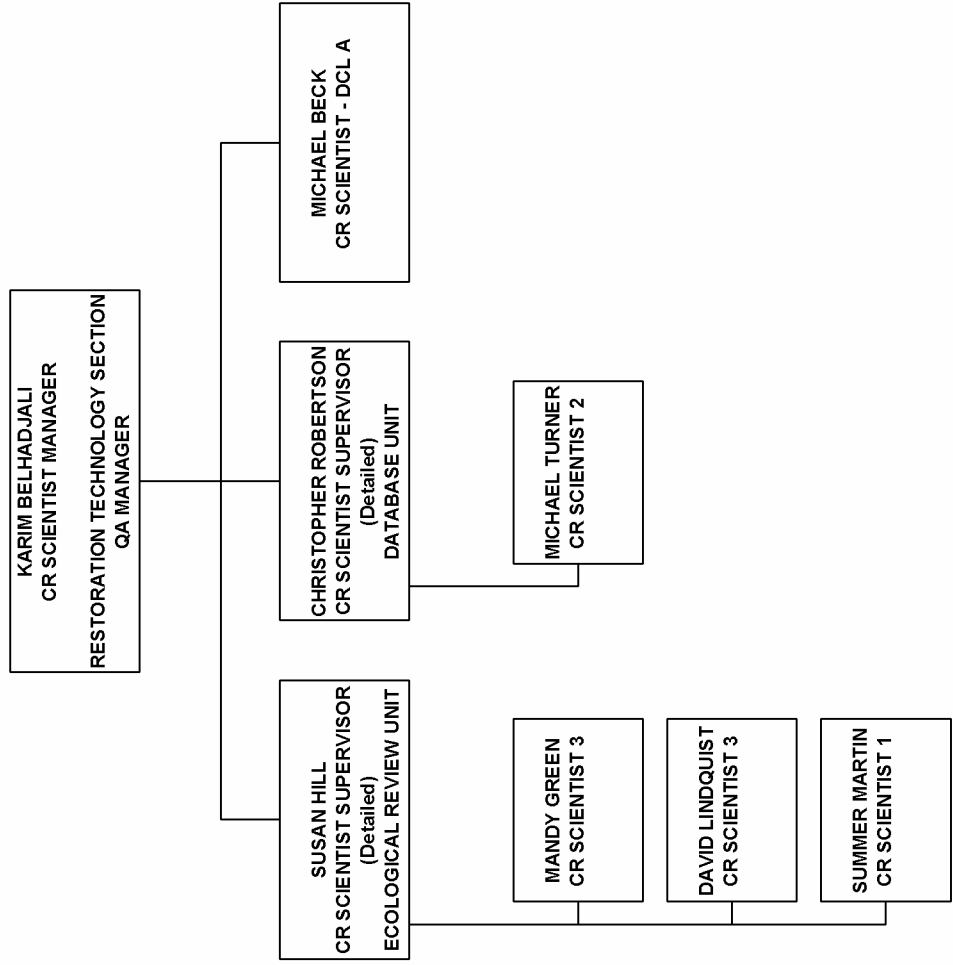 KARIM BELHADJALI
CR SCIENTIST MANAGER
RESTORATION TECHNOLOGY SECTION
QA MANAGER
SUSAN HILL
CR SCIENTIST SUPERVISOR
(Detailed)
ECOLOGICAL REVIEW UNIT
MANDY GREEN
CR SCIENTIST 3
DAVID LINDQUIST
CR SCIENTIST 3
SUMMER MARTIN
CR SCIENTIST 1
CHRISTOPHER ROBERTSON
CR SCIENTIST SUPERVISOR
(Detailed)
DATABASE UNIT
MICHAEL TURNER
CR SCIENTIST 2
MICHAEL BECK
CR SCIENTIST - DCL A